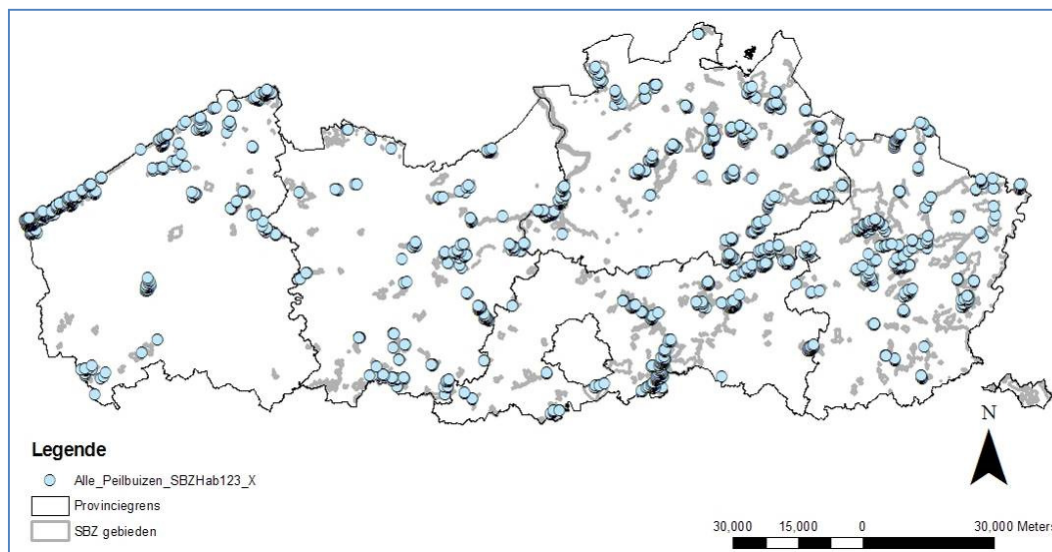 N
Legende
Alle_Peilbuizen_SBZHab123_X
Provinciegrens
SBZ gebieden
30,000 15,000 0 30,000 Meters